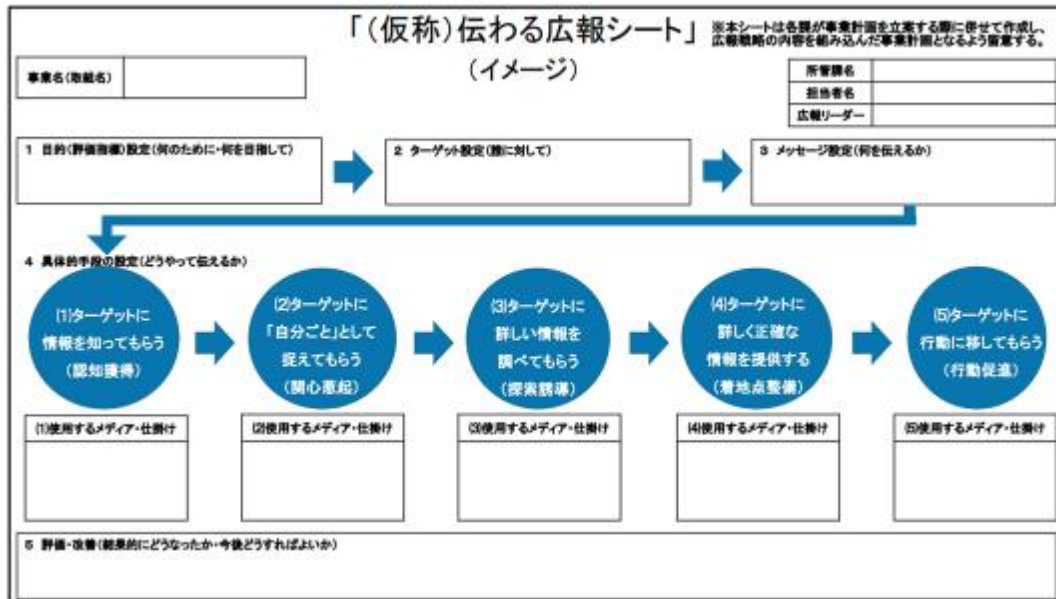 「(仮称)伝わる広報シート」
※本シートは各課が事業計画を立案する際に併せて作成し、
広報戦略の内容を組み込んだ事業計画となるよう留意する。
(イメージ)
事業名(取組名)
所管課名
担当者名
広報リーダー
1 目的(評価指標)設定(何のために・何を目指して)
2 ターゲット設定(誰に対して)
3 メッセージ設定(何を伝えるか)
4 具体的手段の設定(どうやって伝えるか)
(1)ターゲットに
情報を知ってもらう
(認知獲得)
(2)ターゲットに
「自分ごと」として
捉えてもらう
(関心惹起)
(3)ターゲットに
詳しい情報を
調べてもらう
(探索誘導)
(4)ターゲットに
詳しく正確な
情報を提供する
(着地点整備)
(5)ターゲットに
行動に移してもらう
(行動促進)
(1)使用するメディア・仕掛け
(2)使用するメディア・仕掛け
(3)使用するメディア・仕掛け
(4)使用するメディア・仕掛け
(5)使用するメディア・仕掛け
5 評価・改善(結果的にどうなったか・今後どうすればよいか)